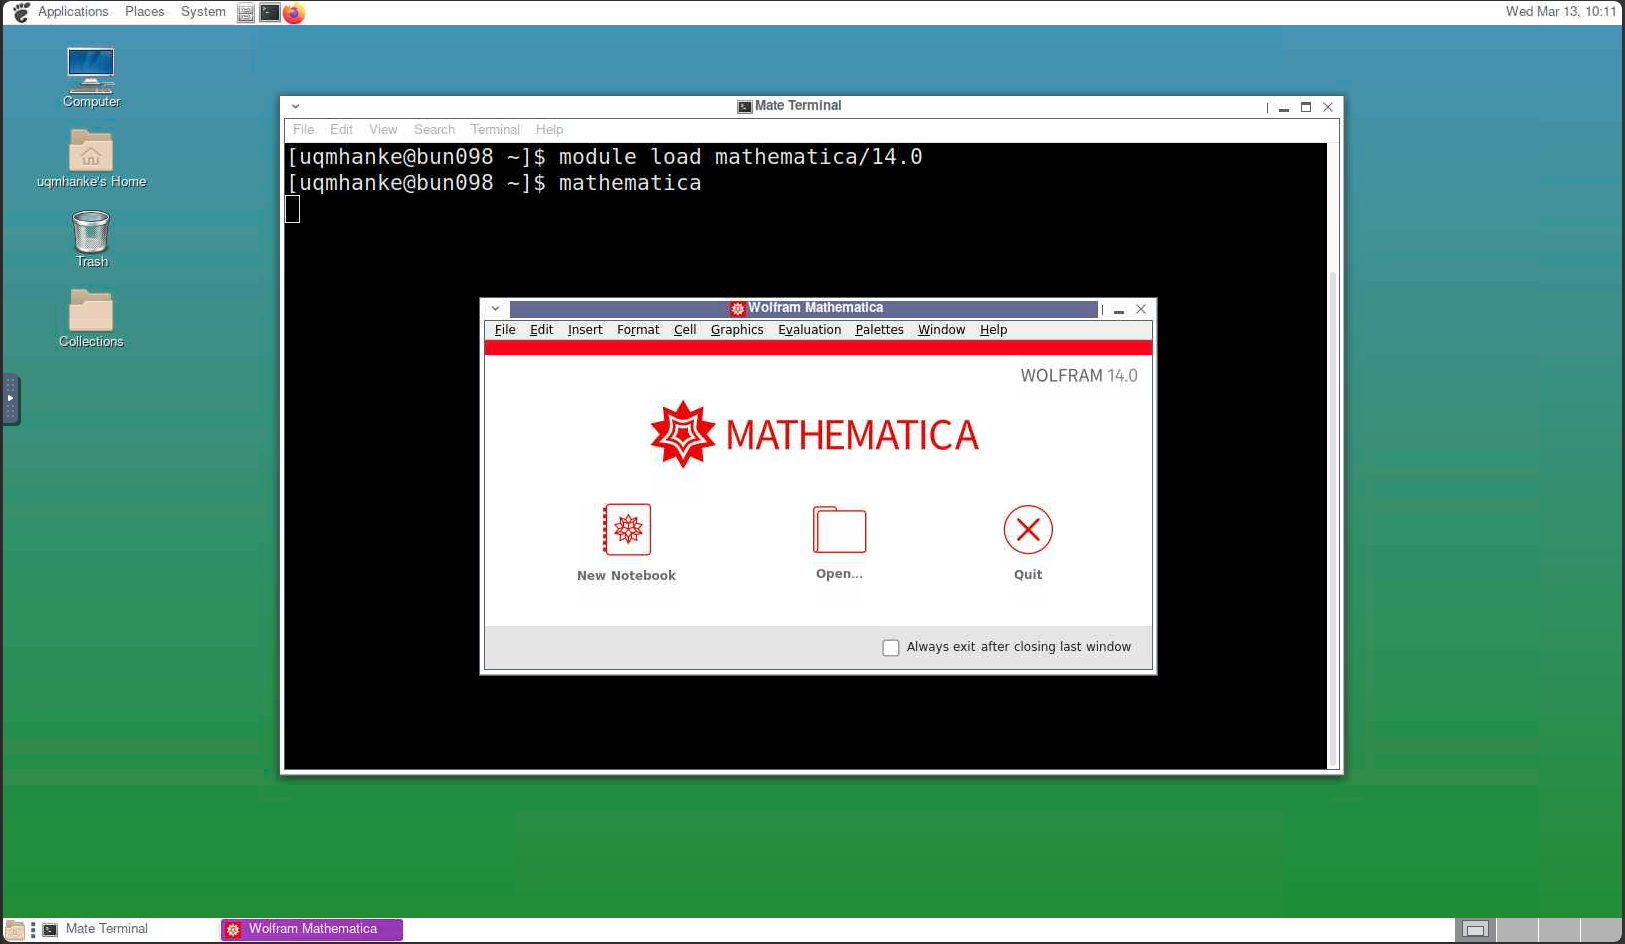 Applications Places System Wed Mar 13, 10:11
Computer
uqmhanke's Home
Trash
Collections
Mate Terminal
File Edit View Search Terminal Help
[uqmhanke@bun098 ~]$ module load mathematica/14.0
[uqmhanke@bun098 ~]$ mathematica
Wolfram Mathematica
File Edit Insert Format Cell Graphics Evaluation Palettes Window Help
WOLFRAM 14.0
MATHEMATICA
New Notebook Open... Quit
Always exit after closing last window
Mate Terminal Wolfram Mathematica